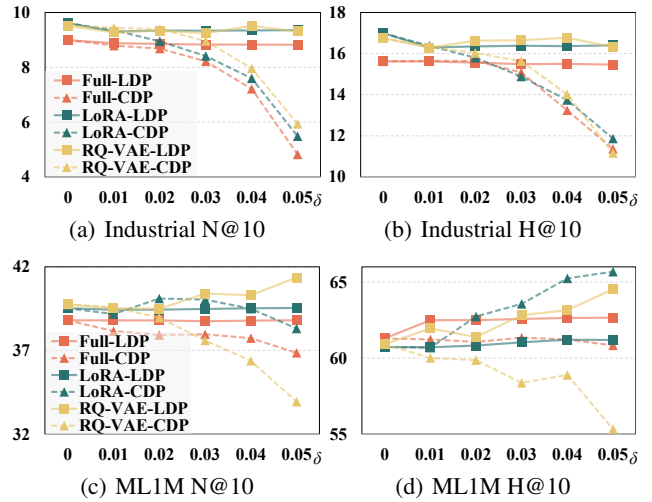 10
8
6
4
Full-LDP
Full-CDP
LoRA-LDP
LoRA-CDP
RQ-VAE-LDP
RQ-VAE-CDP
0 0.01 0.02 0.03 0.04 0.05 δ
(a) Industrial N@10
18
16
14
12
10
0 0.01 0.02 0.03 0.04 0.05 δ
(b) Industrial H@10
42
37
32
Full-LDP
Full-CDP
LoRA-LDP
LoRA-CDP
RQ-VAE-LDP
RQ-VAE-CDP
0 0.01 0.02 0.03 0.04 0.05 δ
(c) ML1M N@10
65
60
55
0 0.01 0.02 0.03 0.04 0.05 δ
(d) ML1M H@10